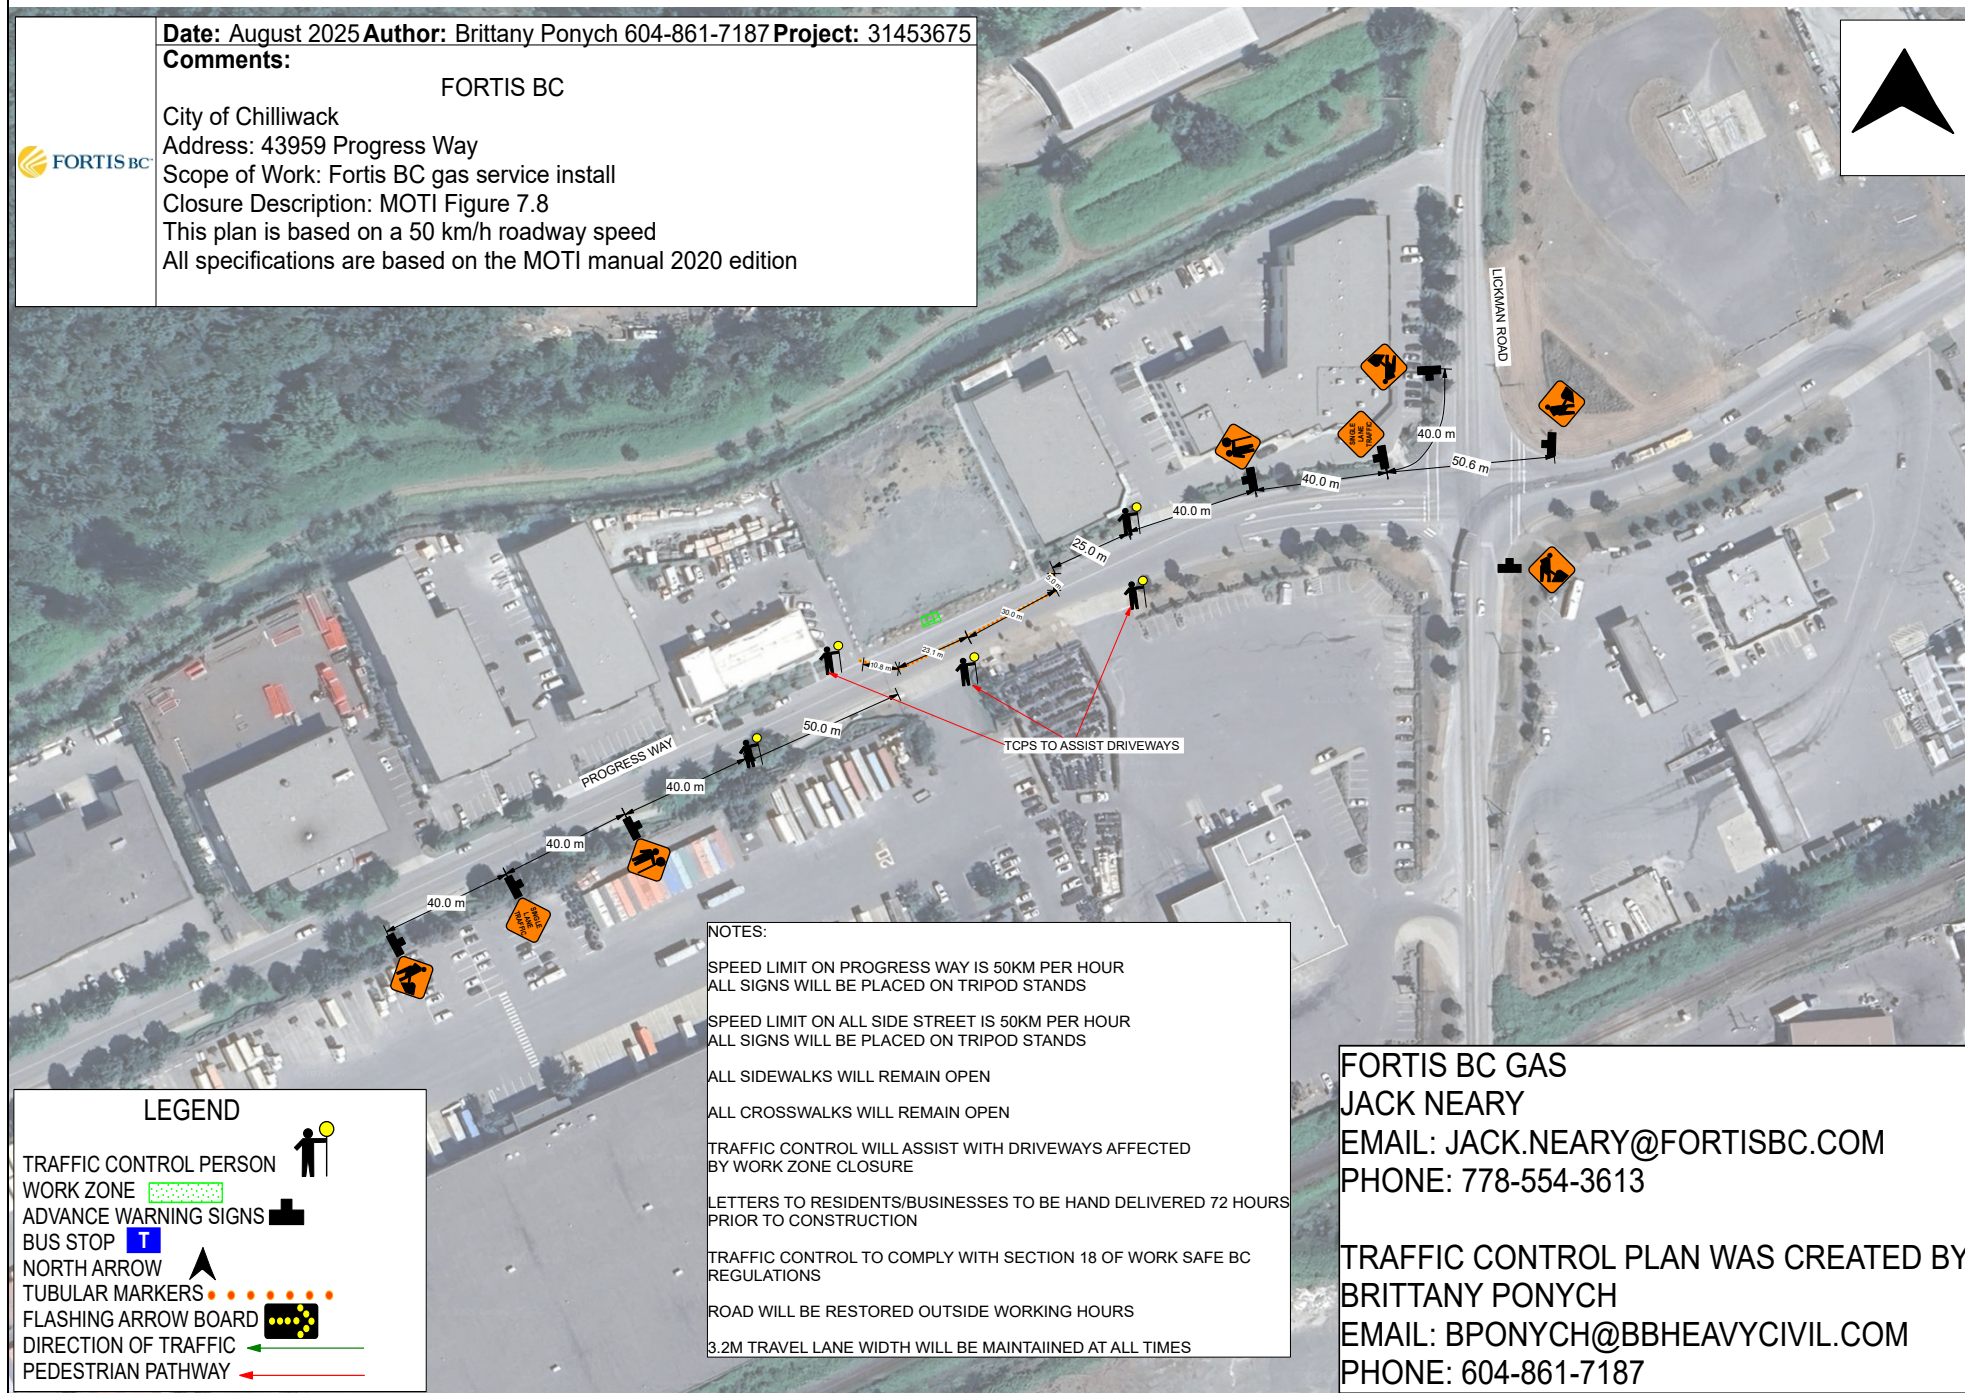 Date: August 2025 Author: Brittany Ponych 604-861-7187 Project: 31453675
Comments:
FORTIS BC
City of Chilliwack
Address: 43959 Progress Way
Scope of Work: Fortis BC gas service install
Closure Description: MOTI Figure 7.8
This plan is based on a 50 km/h roadway speed
All specifications are based on the MOTI manual 2020 edition
FORTIS BC
LICKMAN ROAD
SINGLE
LANE
TRAFFIC
40.0 m
50.6 m
40.0 m
40.0 m
25.0 m
5.0 m
30.0 m
23.1 m
10.8 m
50.0 m
TCPS TO ASSIST DRIVEWAYS
PROGRESS WAY
40.0 m
40.0 m
40.0 m
SINGLE
LANE
TRAFFIC
NOTES:
SPEED LIMIT ON PROGRESS WAY IS 50KM PER HOUR
ALL SIGNS WILL BE PLACED ON TRIPOD STANDS
SPEED LIMIT ON ALL SIDE STREET IS 50KM PER HOUR
ALL SIGNS WILL BE PLACED ON TRIPOD STANDS
ALL SIDEWALKS WILL REMAIN OPEN
ALL CROSSWALKS WILL REMAIN OPEN
TRAFFIC CONTROL WILL ASSIST WITH DRIVEWAYS AFFECTED
BY WORK ZONE CLOSURE
LETTERS TO RESIDENTS/BUSINESSES TO BE HAND DELIVERED 72 HOURS
PRIOR TO CONSTRUCTION
TRAFFIC CONTROL TO COMPLY WITH SECTION 18 OF WORK SAFE BC
REGULATIONS
ROAD WILL BE RESTORED OUTSIDE WORKING HOURS
3.2M TRAVEL LANE WIDTH WILL BE MAINTAIINED AT ALL TIMES
LEGEND
TRAFFIC CONTROL PERSON
WORK ZONE
ADVANCE WARNING SIGNS
BUS STOP T
NORTH ARROW
TUBULAR MARKERS
FLASHING ARROW BOARD
DIRECTION OF TRAFFIC
PEDESTRIAN PATHWAY
FORTIS BC GAS
JACK NEARY
EMAIL: JACK.NEARY@FORTISBC.COM
PHONE: 778-554-3613
TRAFFIC CONTROL PLAN WAS CREATED BY
BRITTANY PONYCH
EMAIL: BPONYCH@BBHEAVYCIVIL.COM
PHONE: 604-861-7187